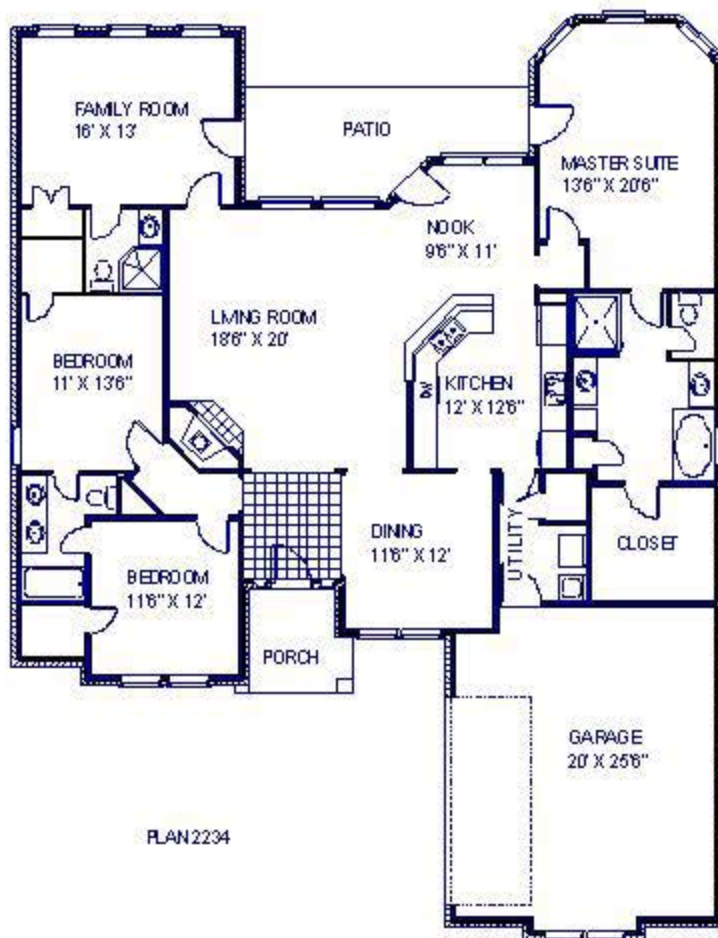 FAMILY ROOM
16' X 13'
PATIO
MASTER SUITE
13'6" X 20'6"
NOOK
9'6" X 11'
LIVING ROOM
18'6" X 20'
BEDROOM
11' X 13'6"
KITCHEN
12' X 12'6"
DW
DINING
11'6" X 12'
UTILITY
CLOSET
BEDROOM
11'6" X 12'
PORCH
GARAGE
20' X 25'6"
PLAN 2234